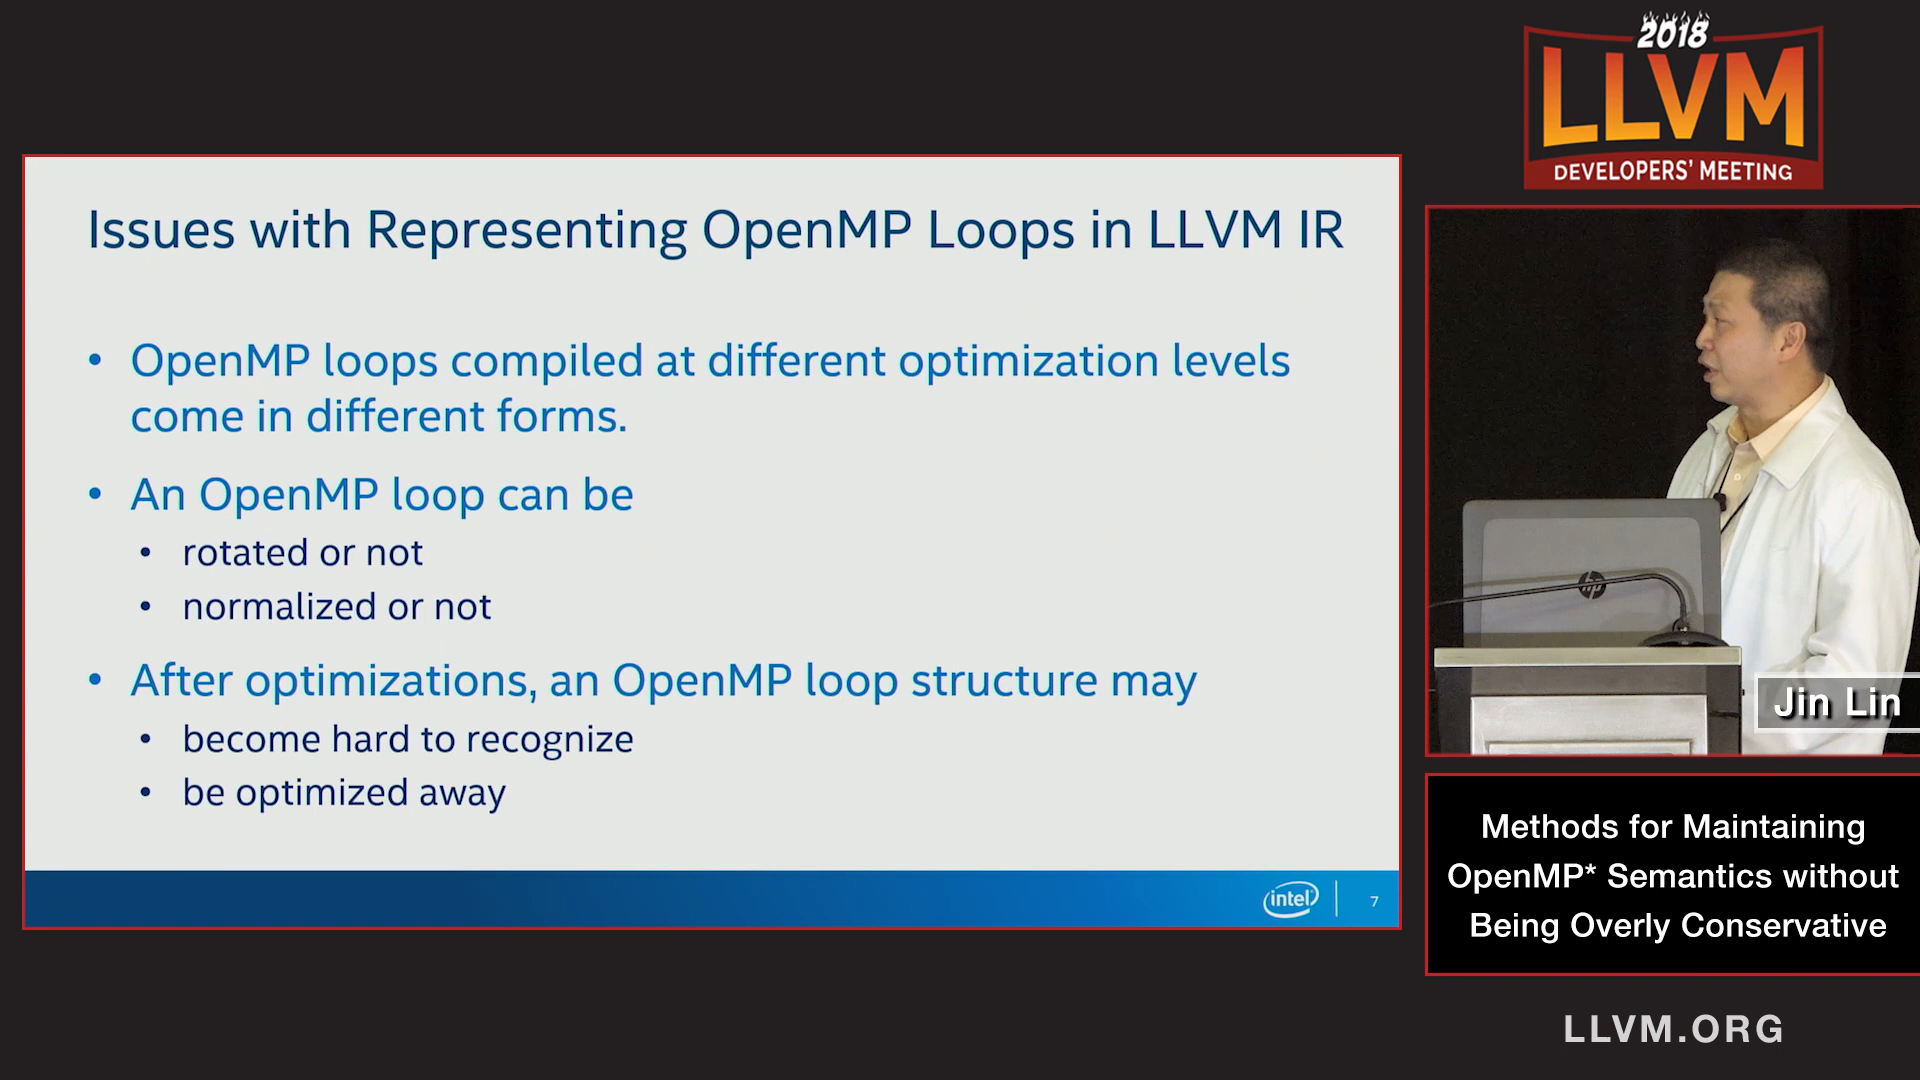 2018
LLVM
DEVELOPERS' MEETING
Issues with Representing OpenMP Loops in LLVM IR
• OpenMP loops compiled at different optimization levels
come in different forms.
• An OpenMP loop can be
• rotated or not
• normalized or not
• After optimizations, an OpenMP loop structure may
• become hard to recognize
• be optimized away
intel
7
hp
Jin Lin
Methods for Maintaining
OpenMP* Semantics without
Being Overly Conservative
LLVM.ORG